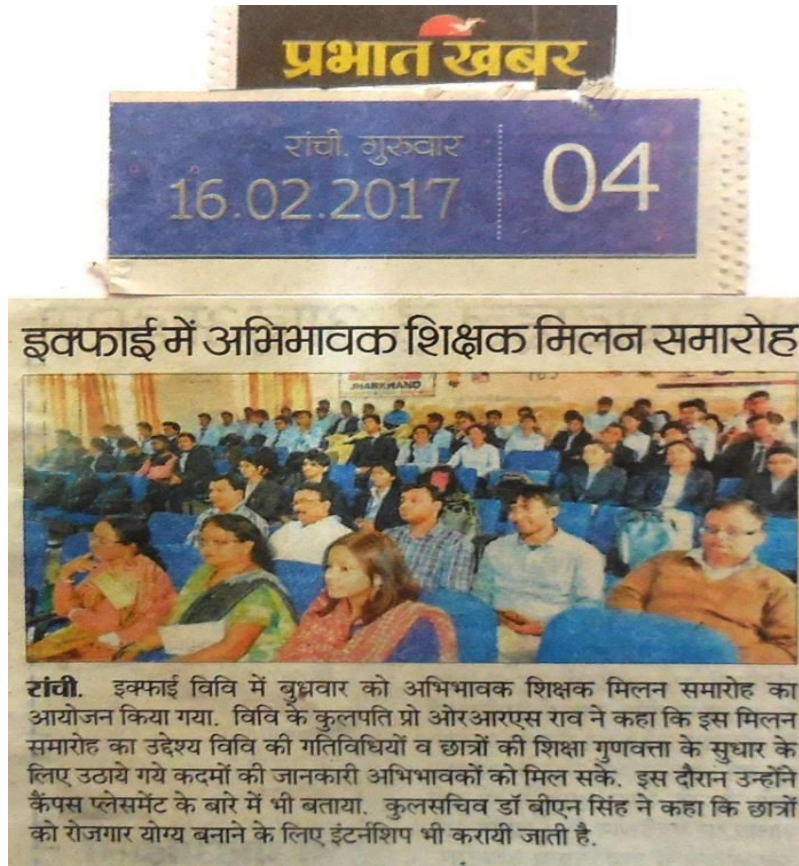 प्रभात खबर
रांची, गुरुवार
16.02.2017
04
इक्फाई में अभिभावक शिक्षक मिलन समारोह
JHARKHAND
रांची. इक्फाई विवि में बुधवार को अभिभावक शिक्षक मिलन समारोह का
आयोजन किया गया. विवि के कुलपति प्रो ओरआरएस राव ने कहा कि इस मिलन
समारोह का उद्देश्य विवि की गतिविधियों व छात्रों की शिक्षा गुणवत्ता के सुधार के
लिए उठाये गये कदमों की जानकारी अभिभावकों को मिल सके. इस दौरान उन्होंने
कैंपस प्लेसमेंट के बारे में भी बताया. कुलसचिव डॉ बीएन सिंह ने कहा कि छात्रों
को रोजगार योग्य बनाने के लिए इंटर्नशिप भी करायी जाती है.